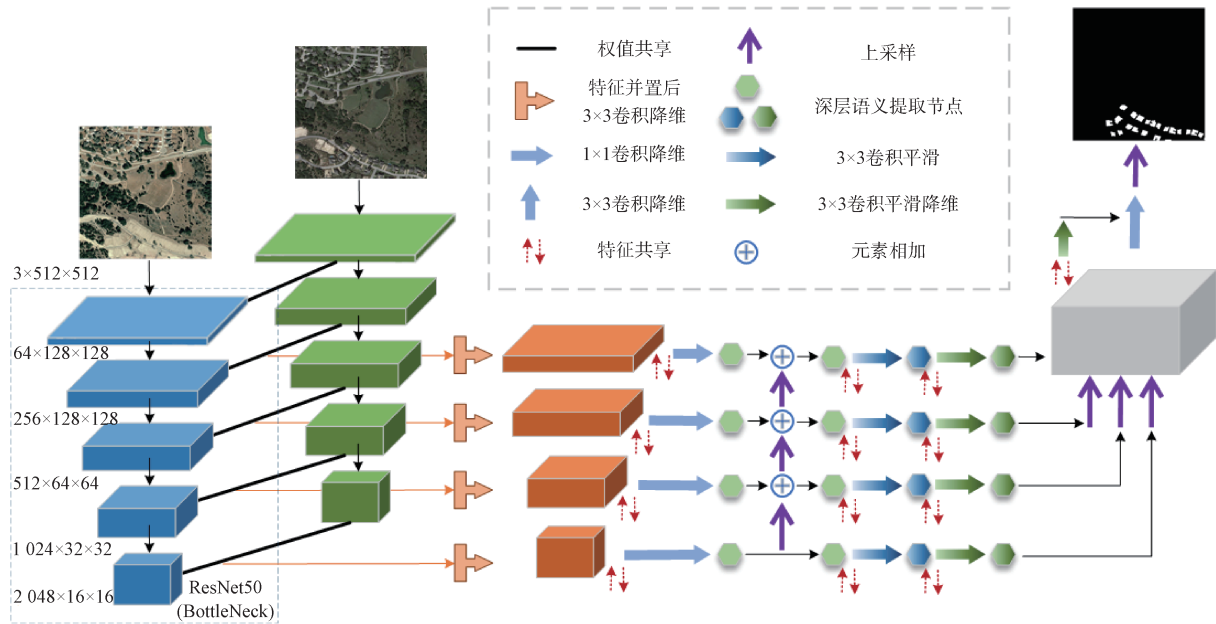 权值共享
上采样
特征并置后
3×3卷积降维
深层语义提取节点
1×1卷积降维
3×3卷积平滑
3×3卷积降维
3×3卷积平滑降维
特征共享
元素相加
3×512×512
64×128×128
256×128×128
512×64×64
1 024×32×32
2 048×16×16
ResNet50
(BottleNeck)